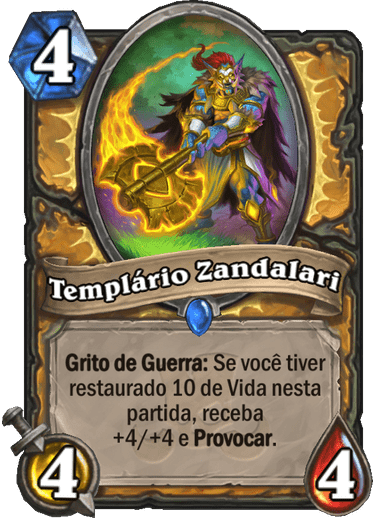 4
Templário Zandalari
Grito de Guerra: Se você tiver
restaurado 10 de Vida nesta
partida, receba
+4/+4 e Provocar.
4
4